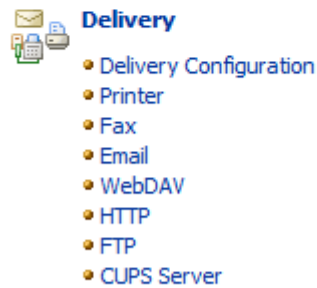 Delivery
Delivery Configuration
Printer
Fax
Email
WebDAV
HTTP
FTP
CUPS Server